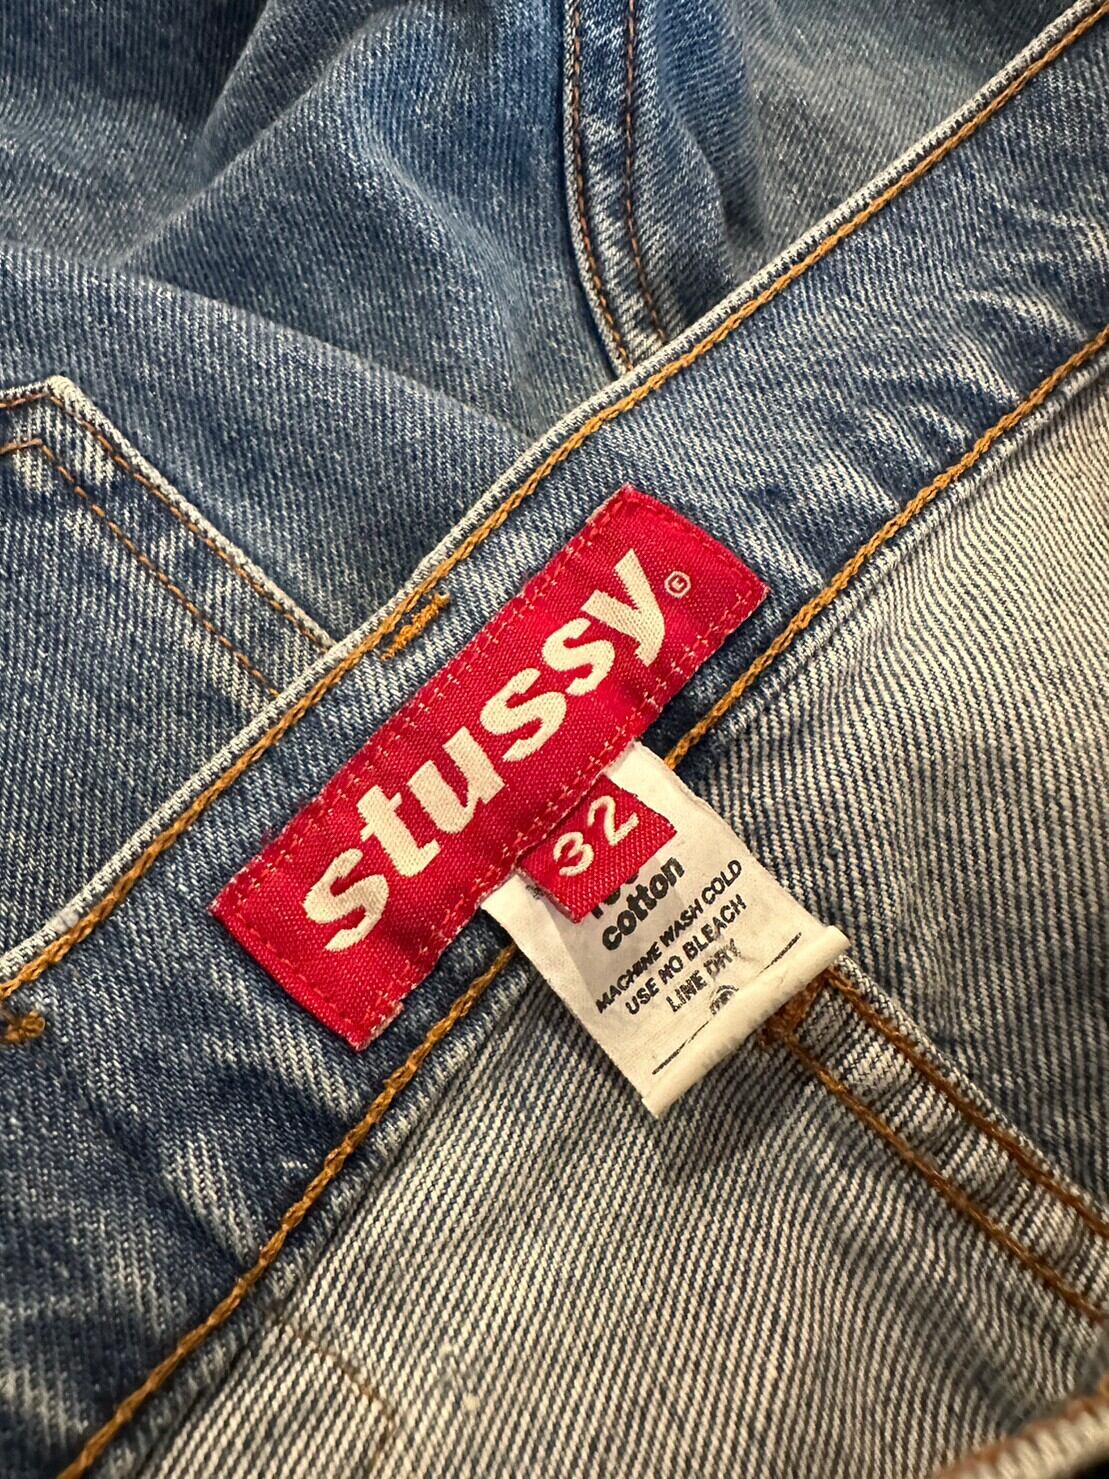 stussy®
32
cotton
MACHINE WASH COLD
USE NO BLEACH
LINE DRY